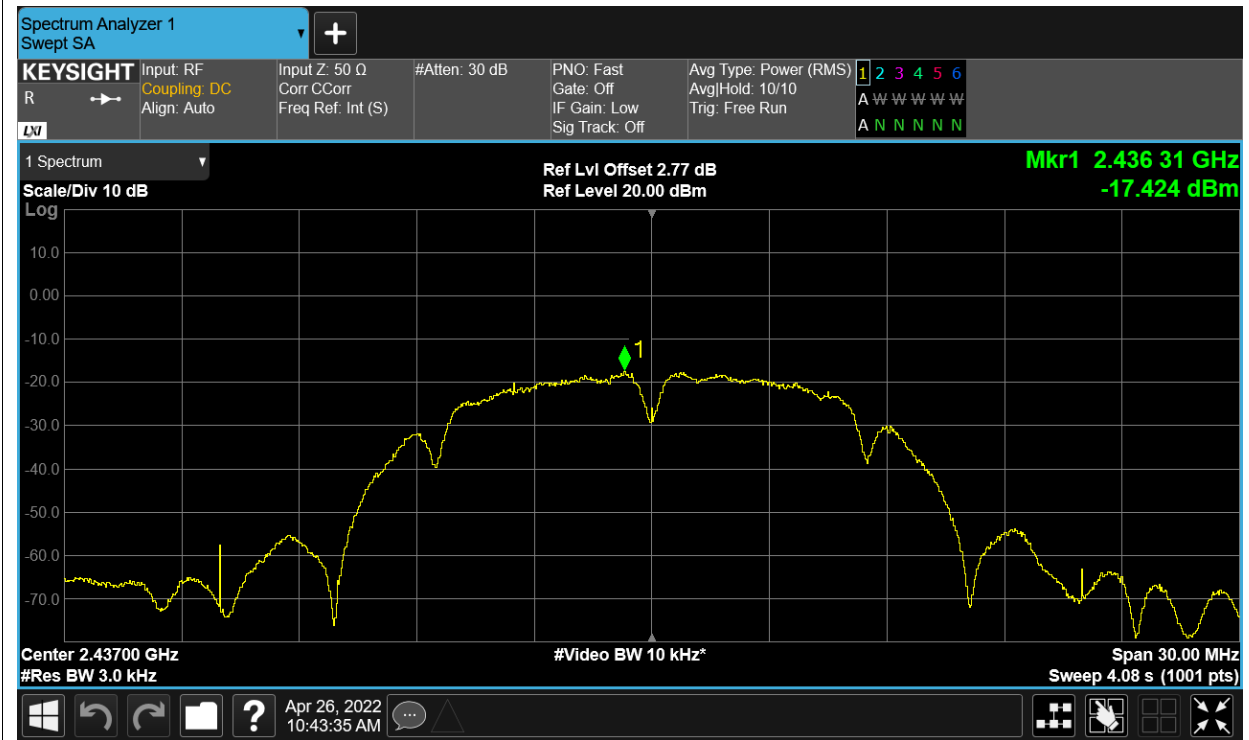 Spectrum Analyzer 1
Swept SA
KEYSIGHT
R
LXI
Input: RF
Coupling: DC
Align: Auto
Input Z: 50 Ω
Corr CCorr
Freq Ref: Int (S)
#Atten: 30 dB
PNO: Fast
Gate: Off
IF Gain: Low
Sig Track: Off
Avg Type: Power (RMS)
Avg|Hold: 10/10
Trig: Free Run
1 2 3 4 5 6
A W W W W W
A N N N N N
1 Spectrum
Scale/Div 10 dB
Ref Lvl Offset 2.77 dB
Ref Level 20.00 dBm
Mkr1 2.436 31 GHz
-17.424 dBm
Log
10.0
0.00
-10.0
-20.0
-30.0
-40.0
-50.0
-60.0
-70.0
1
Center 2.43700 GHz
#Res BW 3.0 kHz
#Video BW 10 kHz*
Span 30.00 MHz
Sweep 4.08 s (1001 pts)
?
Apr 26, 2022
10:43:35 AM